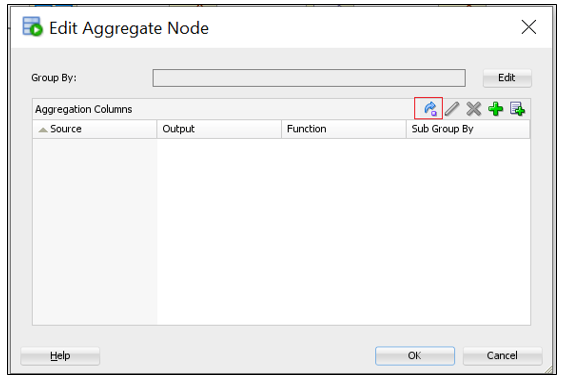 Edit Aggregate Node
Group By: Edit
Aggregation Columns
Source Output Function Sub Group By
Help OK Cancel